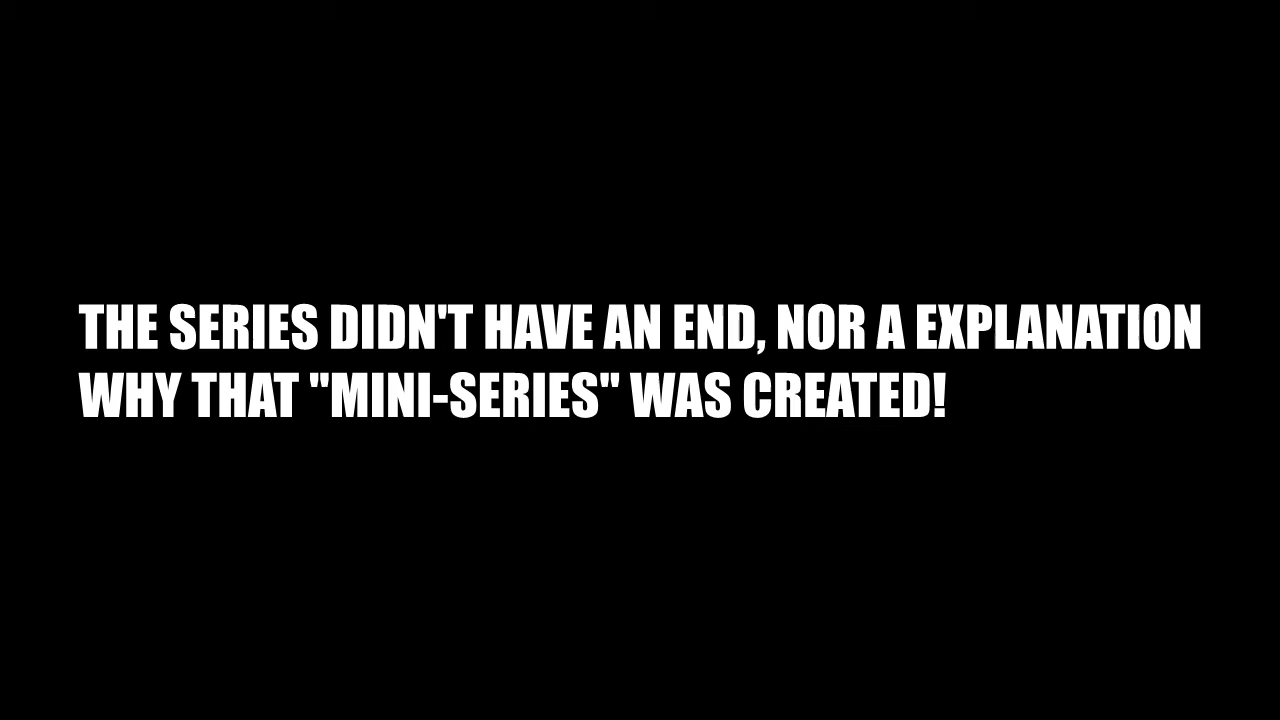 THE SERIES DIDN'T HAVE AN END, NOR A EXPLANATION
WHY THAT "MINI-SERIES" WAS CREATED!